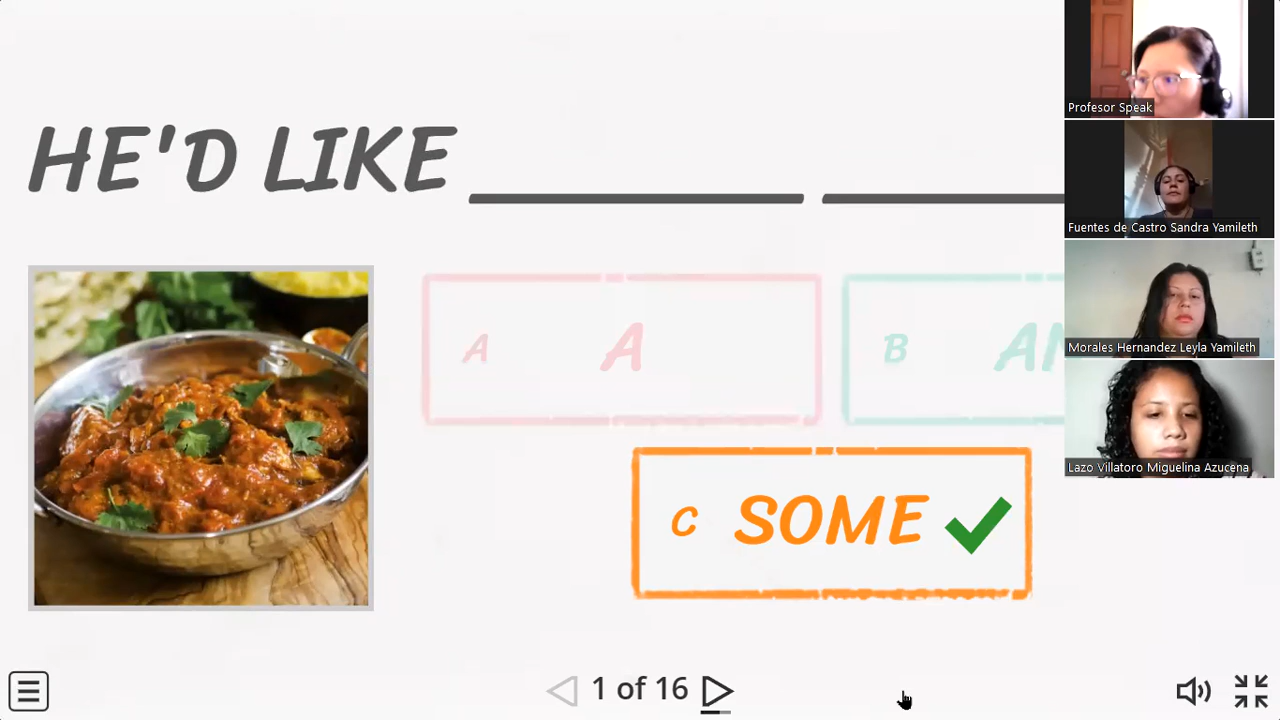 HE'D LIKE
A A
B AN
C SOME
1 of 16
Profesor Speak
Fuentes de Castro Sandra Yamileth
Morales Hernandez Leyla Yamileth
Lazo Villatoro Miguelina Azucena